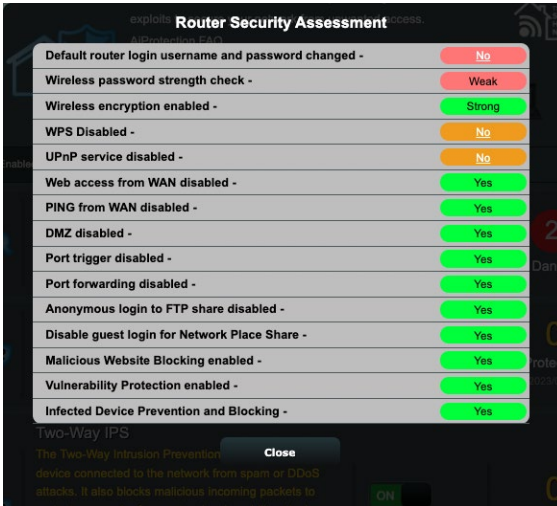 exploits
access.
Router Security Assessment
AiProtection FAQ
Default router login username and password changed - No
Wireless password strength check - Weak
Wireless encryption enabled - Strong
WPS Disabled - No
UPnP service disabled - No
Web access from WAN disabled - Yes
PING from WAN disabled - Yes
DMZ disabled - Yes
Port trigger disabled - Yes
Port forwarding disabled - Yes
Anonymous login to FTP share disabled - Yes
Disable guest login for Network Place Share - Yes
Malicious Website Blocking enabled - Yes
Vulnerability Protection enabled - Yes
Infected Device Prevention and Blocking - Yes
Two-Way IPS
The Two-Way Intrusion Prevention
Close
device connected to the network from spam or DDoS
attacks. It also blocks malicious incoming packets to
ON